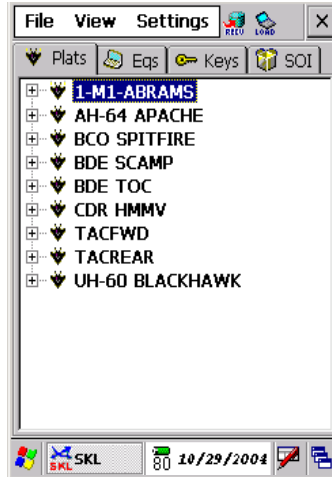 File View Settings RECV LOAD X
Plats Eqs Keys SOI
1-M1-ABRAMS
AH-64 APACHE
BCO SPITFIRE
BDE SCAMP
BDE TOC
CDR HMMV
TACFWD
TACREAR
UH-60 BLACKHAWK
SKL SKL 80 10/29/2004